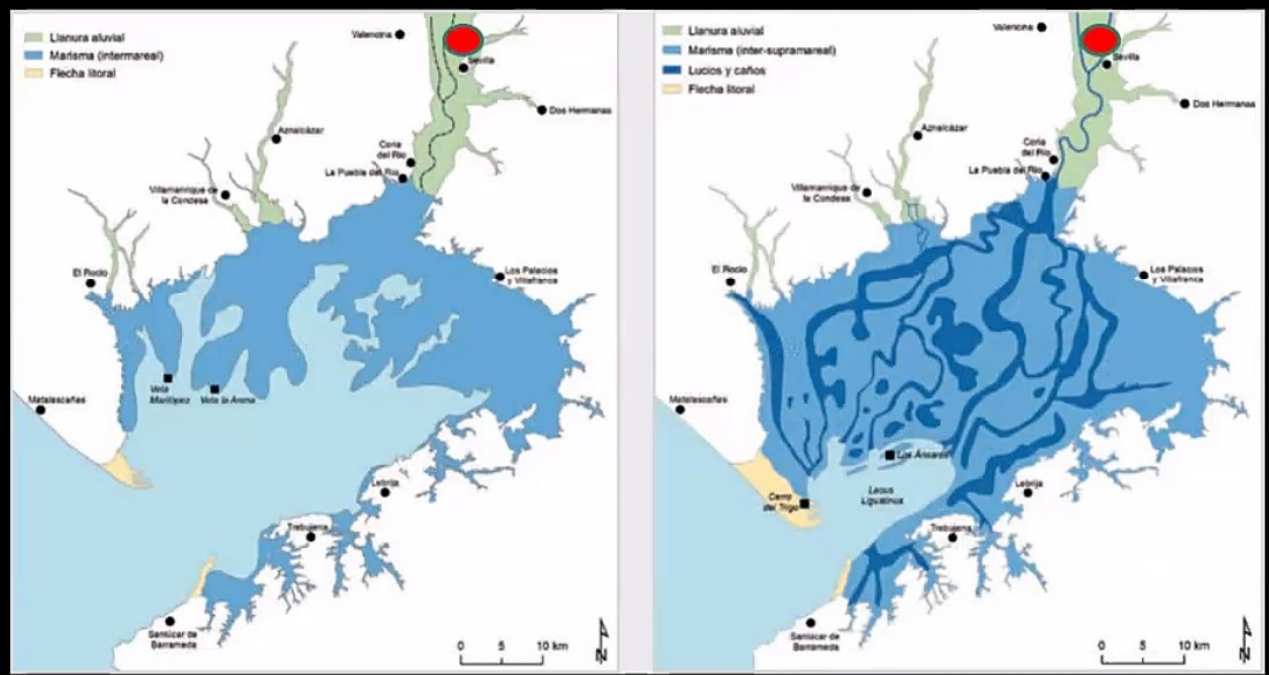 Llanura aluvial
Marisma (intermareal)
Flecha litoral
Valencina
Sevilla
Dos Hermanas
Aznalcázar
Coria
del Río
La Puebla del Río
Villamanrique de
la Condesa
El Rocío
Los Palacios
y Villafranca
Veta
Marilópez
Veta la Arena
Matalascañas
Lebrija
Trebujena
Sanlúcar de
Barrameda
0 5 10 km
N
Llanura aluvial
Marisma (inter-supramareal)
Lucios y caños
Flecha litoral
Valencina
Sevilla
Dos Hermanas
Aznalcázar
Coria
del Río
La Puebla del Río
Villamanrique de
la Condesa
El Rocío
Los Palacios
y Villafranca
Matalascañas
Los Ánsares
Cerro
del Trigo
Lacus
Ligustinus
Lebrija
Trebujena
Sanlúcar de
Barrameda
0 5 10 km
N